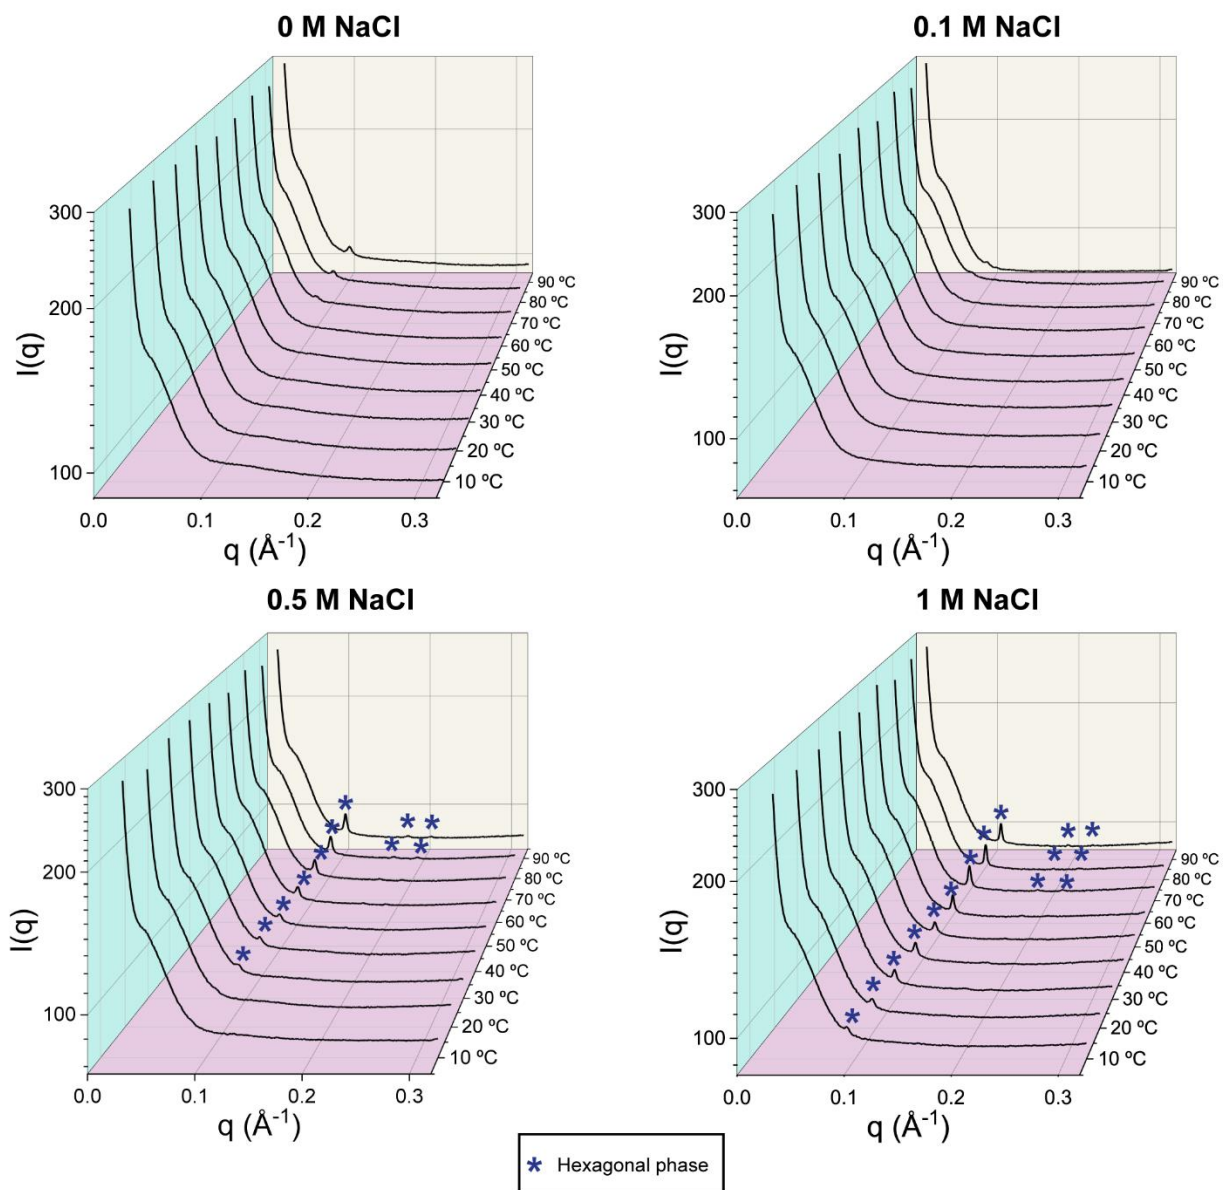 0 M NaCl
0.1 M NaCl
300
200
100
I(q)
0.0 0.1 0.2 0.3
q (Å-1)
90 ºC
80 ºC
70 ºC
60 ºC
50 ºC
40 ºC
30 ºC
20 ºC
10 ºC
300
200
100
I(q)
0.0 0.1 0.2 0.3
q (Å-1)
90 ºC
80 ºC
70 ºC
60 ºC
50 ºC
40 ºC
30 ºC
20 ºC
10 ºC
0.5 M NaCl
1 M NaCl
300
200
100
I(q)
0.0 0.1 0.2 0.3
q (Å-1)
90 ºC
80 ºC
70 ºC
60 ºC
50 ºC
40 ºC
30 ºC
20 ºC
10 ºC
300
200
100
I(q)
0.0 0.1 0.2 0.3
q (Å-1)
90 ºC
80 ºC
70 ºC
60 ºC
50 ºC
40 ºC
30 ºC
20 ºC
10 ºC
* Hexagonal phase